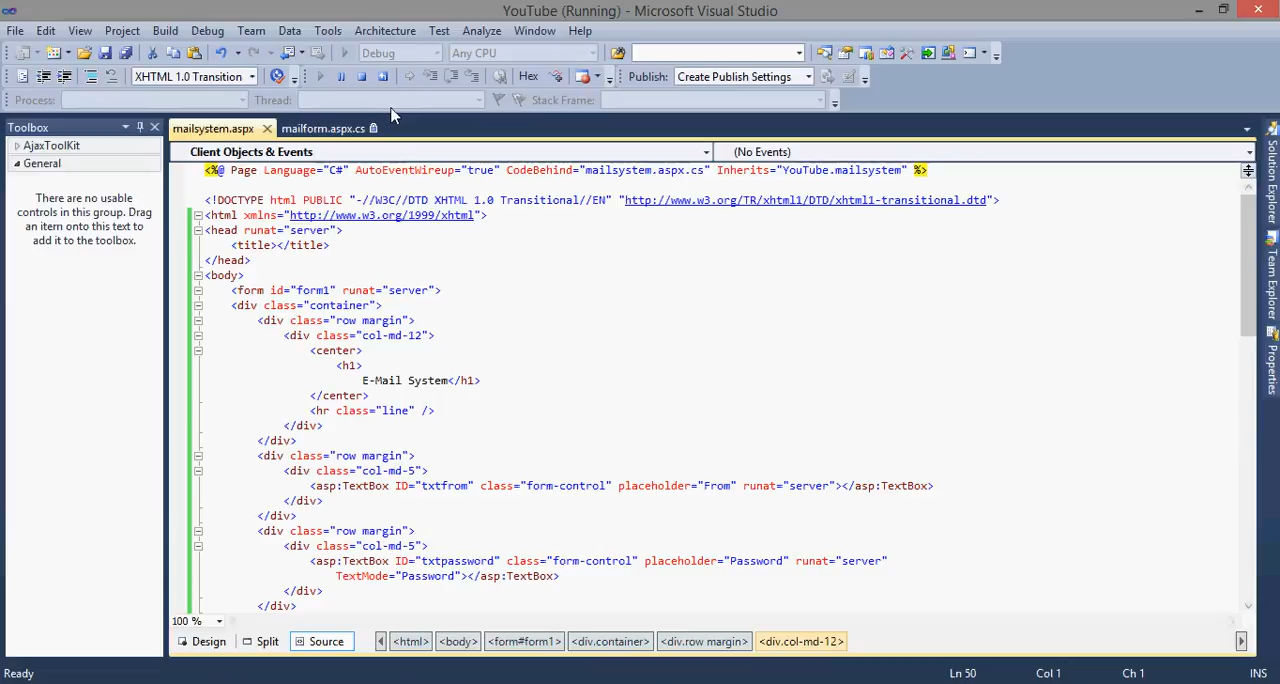 YouTube (Running) - Microsoft Visual Studio
File Edit View Project Build Debug Team Data Tools Architecture Test Analyze Window Help
Debug Any CPU
XHTML 1.0 Transition Hex Publish: Create Publish Settings
Process: Thread: Stack Frame:
Toolbox
mailsystem.aspx mailform.aspx.cs
AjaxToolKit
General
There are no usable
controls in this group. Drag
an item onto this text to
add it to the toolbox.
Client Objects & Events (No Events)
<%@ Page Language="C#" AutoEventWireup="true" CodeBehind="mailsystem.aspx.cs" Inherits="YouTube.mailsystem" %>
<!DOCTYPE html PUBLIC "-//W3C//DTD XHTML 1.0 Transitional//EN" "http://www.w3.org/TR/xhtml1/DTD/xhtml1-transitional.dtd">
<html xmlns="http://www.w3.org/1999/xhtml">
<head runat="server">
<title></title>
</head>
<body>
<form id="form1" runat="server">
<div class="container">
<div class="row margin">
<div class="col-md-12">
<center>
<h1>
E-Mail System</h1>
</center>
<hr class="line" />
</div>
</div>
<div class="row margin">
<div class="col-md-5">
<asp:TextBox ID="txtfrom" class="form-control" placeholder="From" runat="server"></asp:TextBox>
</div>
</div>
<div class="row margin">
<div class="col-md-5">
<asp:TextBox ID="txtpassword" class="form-control" placeholder="Password" runat="server"
TextMode="Password"></asp:TextBox>
</div>
</div>
100 %
Design Split Source <html> <body> <form#form1> <div.container> <div.row margin> <div.col-md-12>
Solution Explorer
Team Explorer
Properties
Ready Ln 50 Col 1 Ch 1 INS